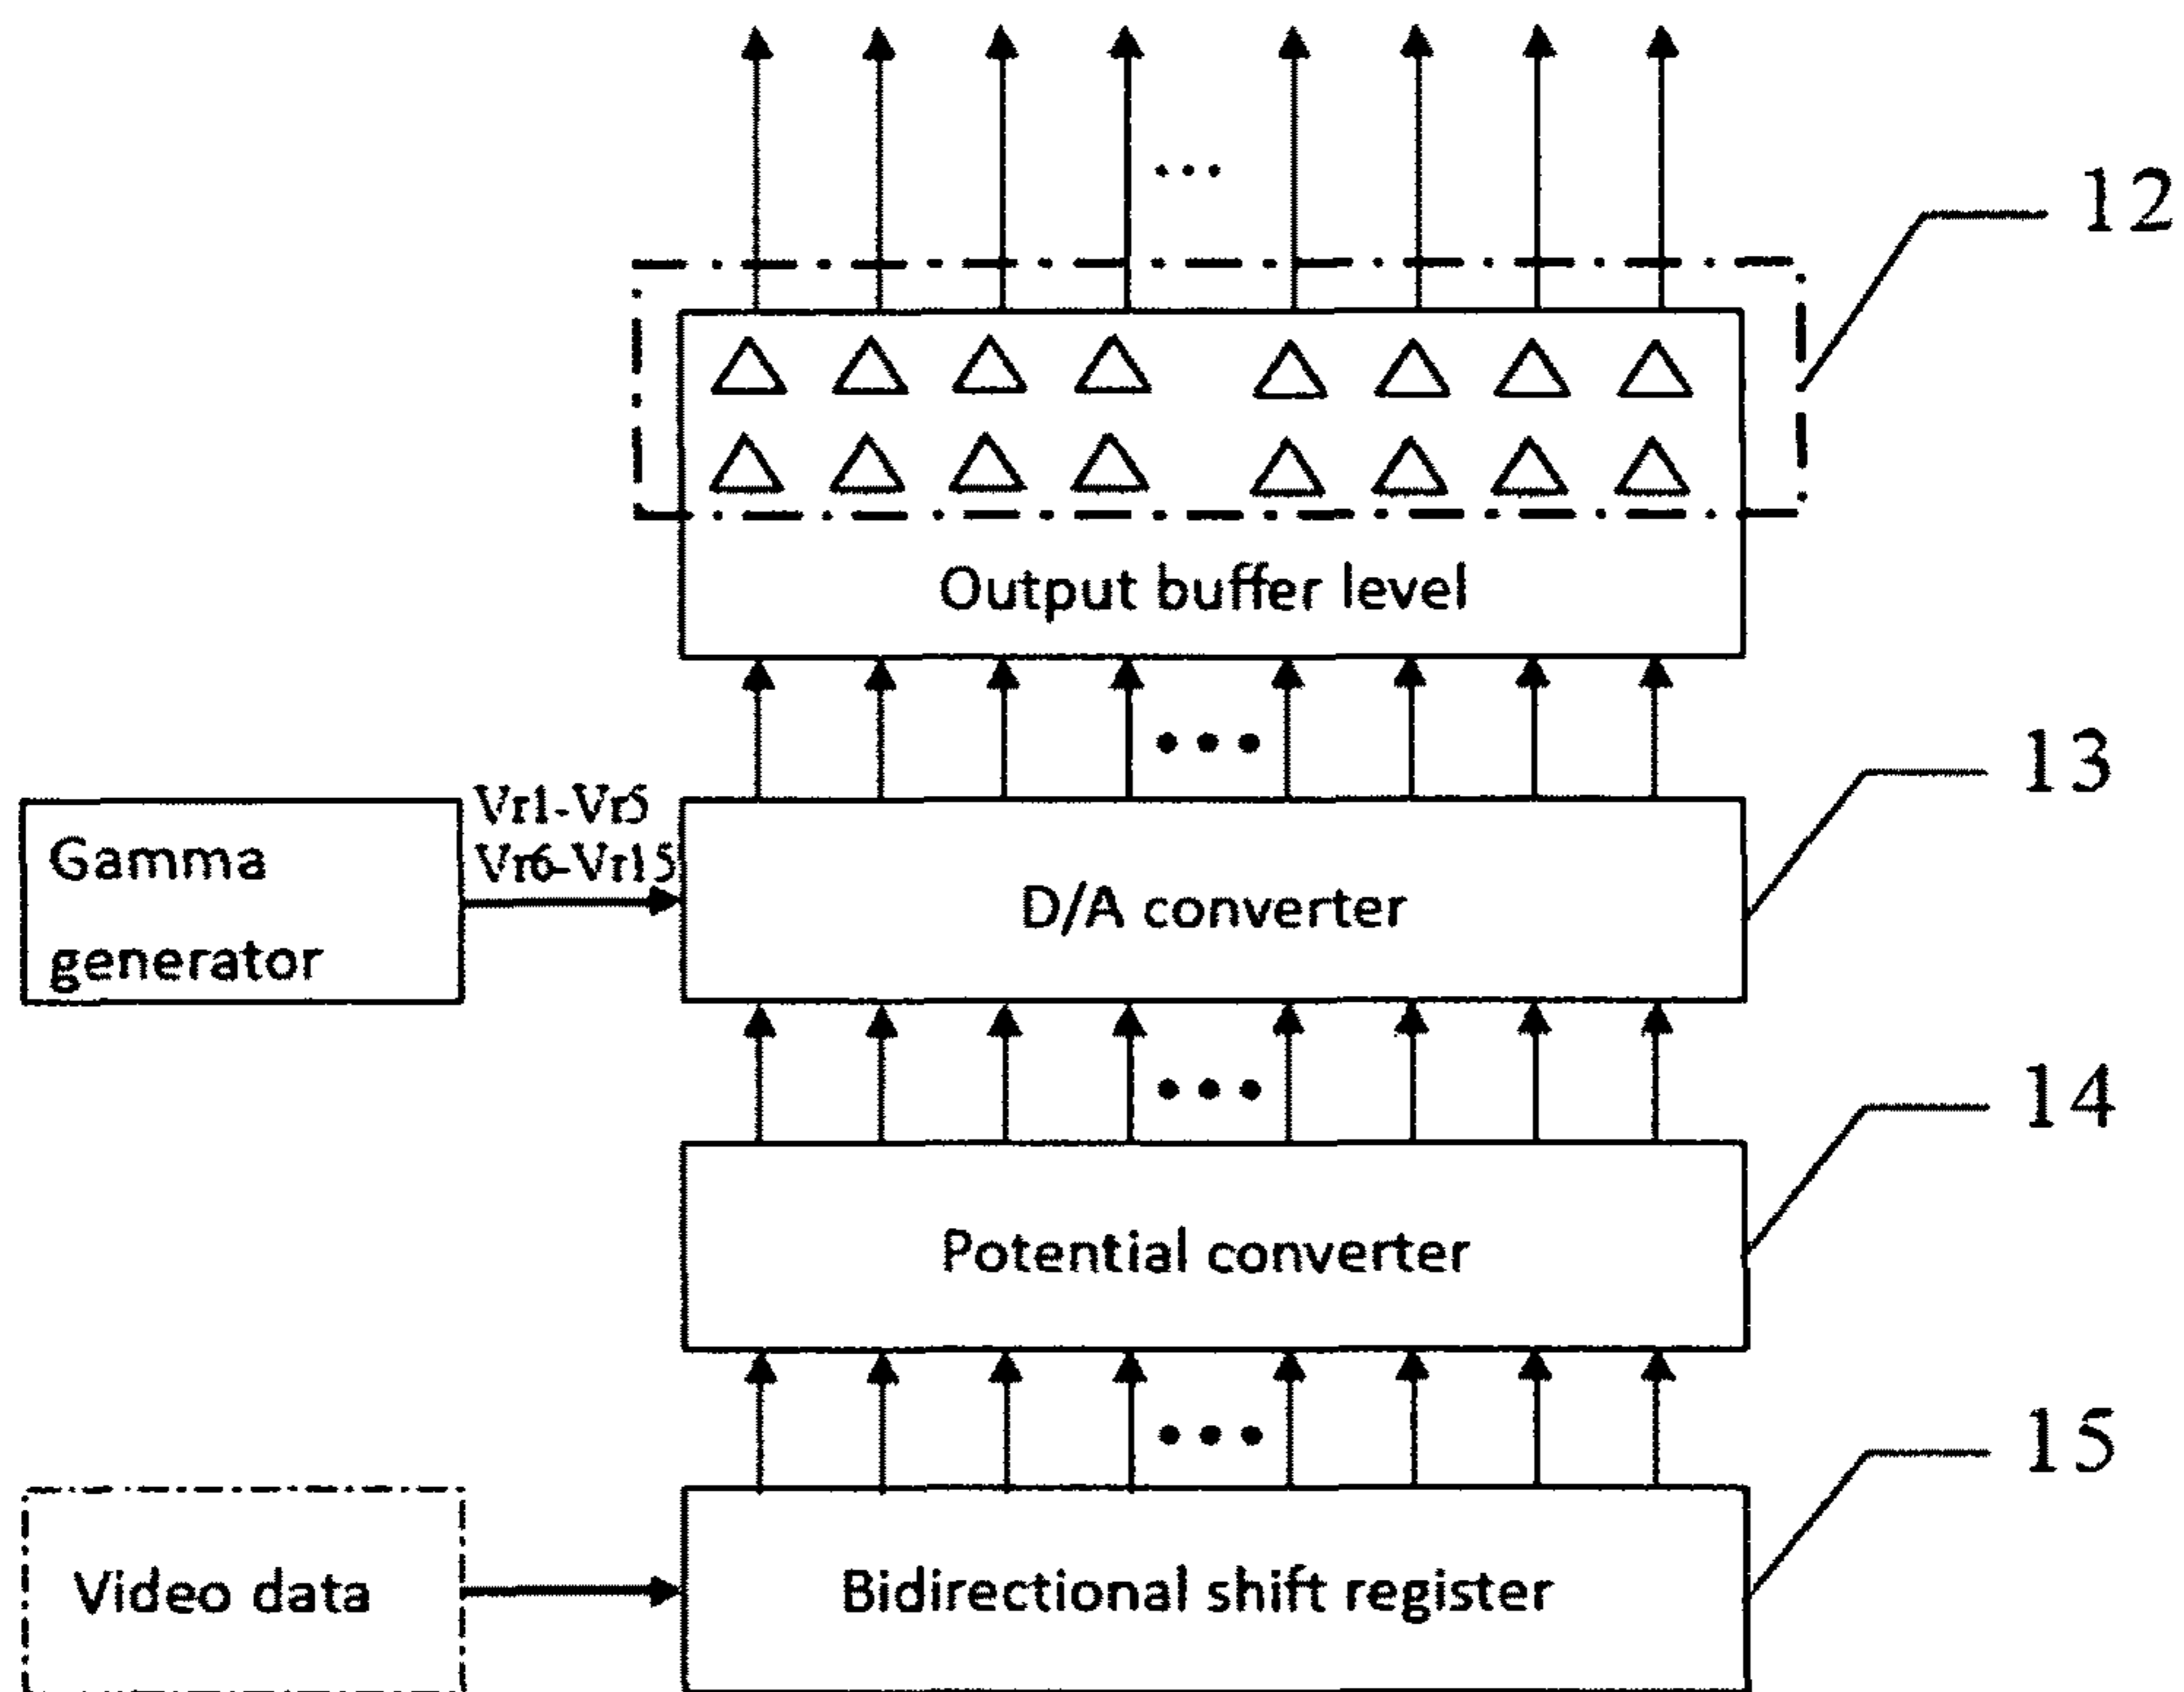 ...
12
Output buffer level
...
13
Vr1-Vr5
Vr6-Vr15
Gamma
generator
D/A converter
...
14
Potential converter
...
15
Video data
Bidirectional shift register